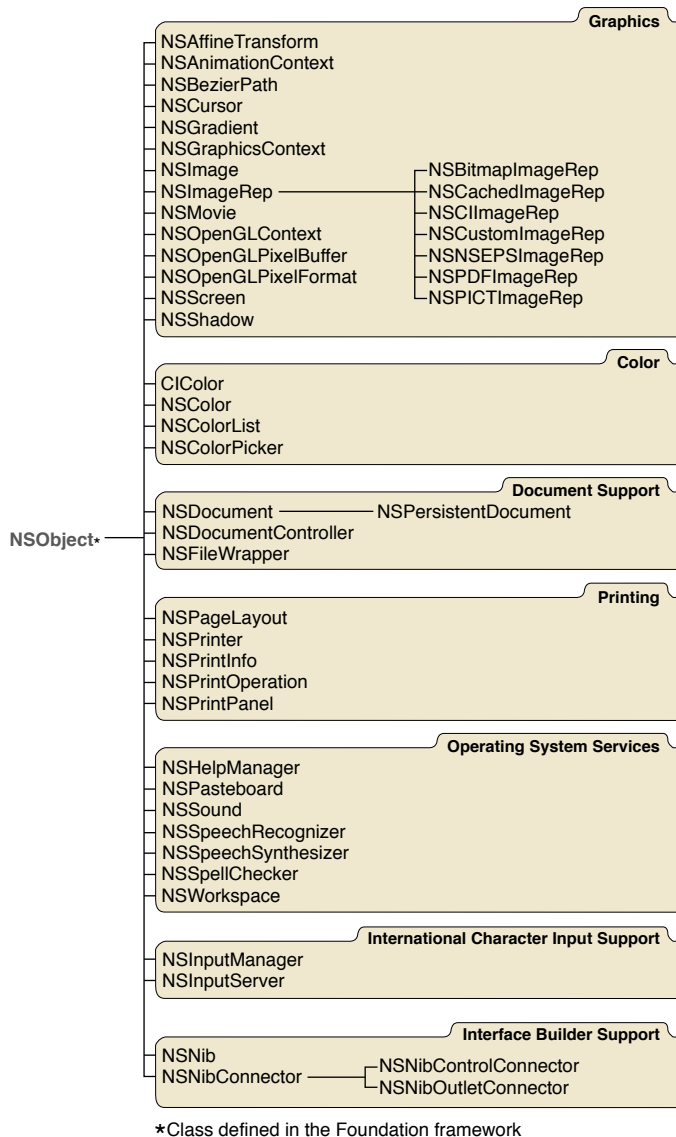 Graphics
NSAffineTransform
NSAnimationContext
NSBezierPath
NSCursor
NSGradient
NSGraphicsContext
NSImage
NSImageRep
NSMovie
NSOpenGLContext
NSOpenGLPixelBuffer
NSOpenGLPixelFormat
NSScreen
NSShadow
NSBitmapImageRep
NSCachedImageRep
NSCIImageRep
NSCustomImageRep
NSNSEPSImageRep
NSPDFImageRep
NSPICTImageRep
Color
CIColor
NSColor
NSColorList
NSColorPicker
Document Support
NSDocument
NSPersistentDocument
NSDocumentController
NSFileWrapper
NSObject*
Printing
NSPageLayout
NSPrinter
NSPrintInfo
NSPrintOperation
NSPrintPanel
Operating System Services
NSHelpManager
NSPasteboard
NSSound
NSSpeechRecognizer
NSSpeechSynthesizer
NSSpellChecker
NSWorkspace
International Character Input Support
NSInputManager
NSInputServer
Interface Builder Support
NSNib
NSNibConnector
NSNibControlConnector
NSNibOutletConnector
*Class defined in the Foundation framework